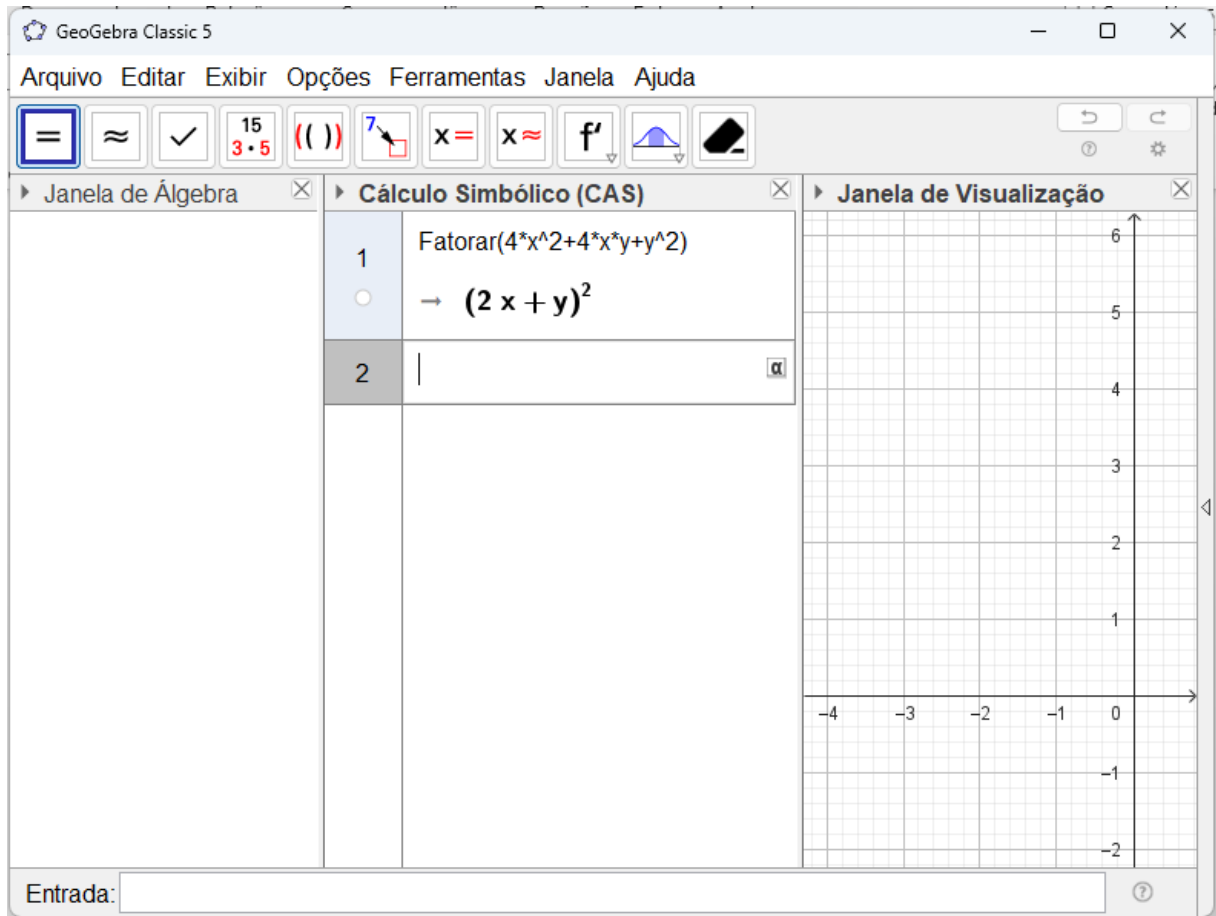 GeoGebra Classic 5
Arquivo Editar Exibir Opções Ferramentas Janela Ajuda
= ≈ ✓ 15 3·5 (( )) 7 x= x≈ f′
Janela de Álgebra
Cálculo Simbólico (CAS)
Janela de Visualização
1
Fatorar(4*x^2+4*x*y+y^2)
→ (2 x + y)²
2
α
6
5
4
3
2
1
–4 –3 –2 –1 0
–1
–2
Entrada: